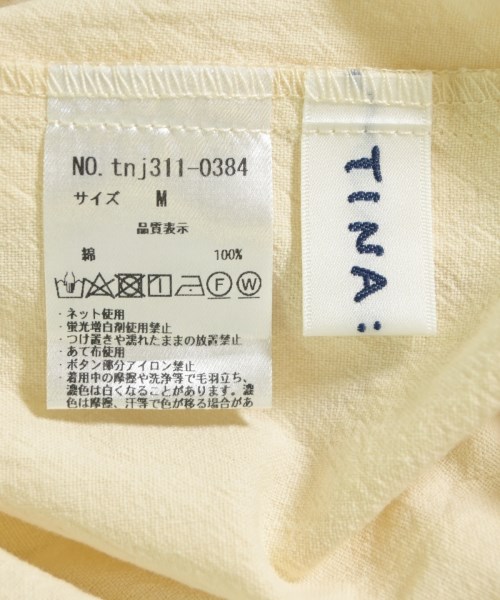 NO. tnj311-0384
サイズ M
品質表示
綿 100%
F W
・ネット使用
・蛍光増白剤使用禁止
・つけ置きや濡れたままの放置禁止
・あて布使用
・ボタン部分アイロン禁止
・着用中の摩擦や洗浄等で毛羽立ち、
濃色は白くなることがあります。濃
色は摩擦、汗等で色が移る場合があ
TINA: